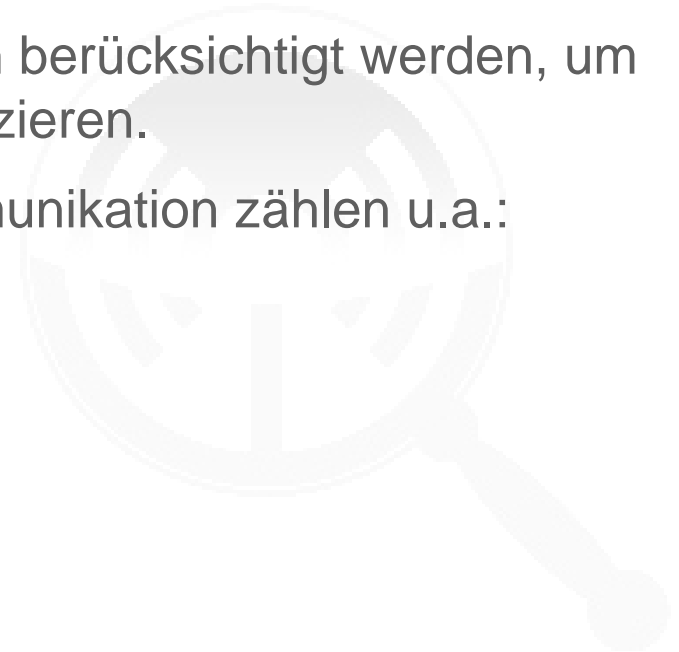 berücksichtigt werden, um
zieren.
unikation zählen u.a.: